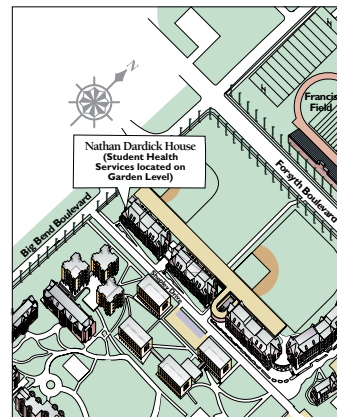 N
Francis
Field
Nathan Dardick House
(Student Health
Services located on
Garden Level)
Forsyth Boulevard
Big Bend Boulevard